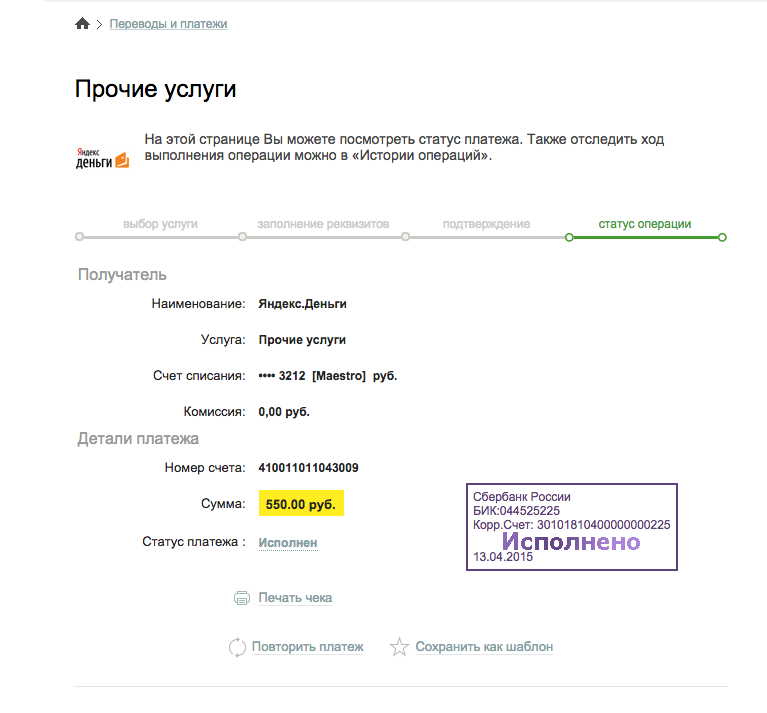 Переводы и платежи
Прочие услуги
Яндекс
деньги
На этой странице Вы можете посмотреть статус платежа. Также отследить ход
выполнения операции можно в «Истории операций».
выбор услуги заполнение реквизитов подтверждение статус операции
Получатель
Наименование: Яндекс.Деньги
Услуга: Прочие услуги
Счет списания: •••• 3212 [Maestro] руб.
Комиссия: 0,00 руб.
Детали платежа
Номер счета: 410011011043009
Сумма: 550.00 руб.
Статус платежа : Исполнен
Сбербанк России
БИК:044525225
Корр.Счет: 30101810400000000225
Исполнено
13.04.2015
Печать чека
Повторить платеж Сохранить как шаблон